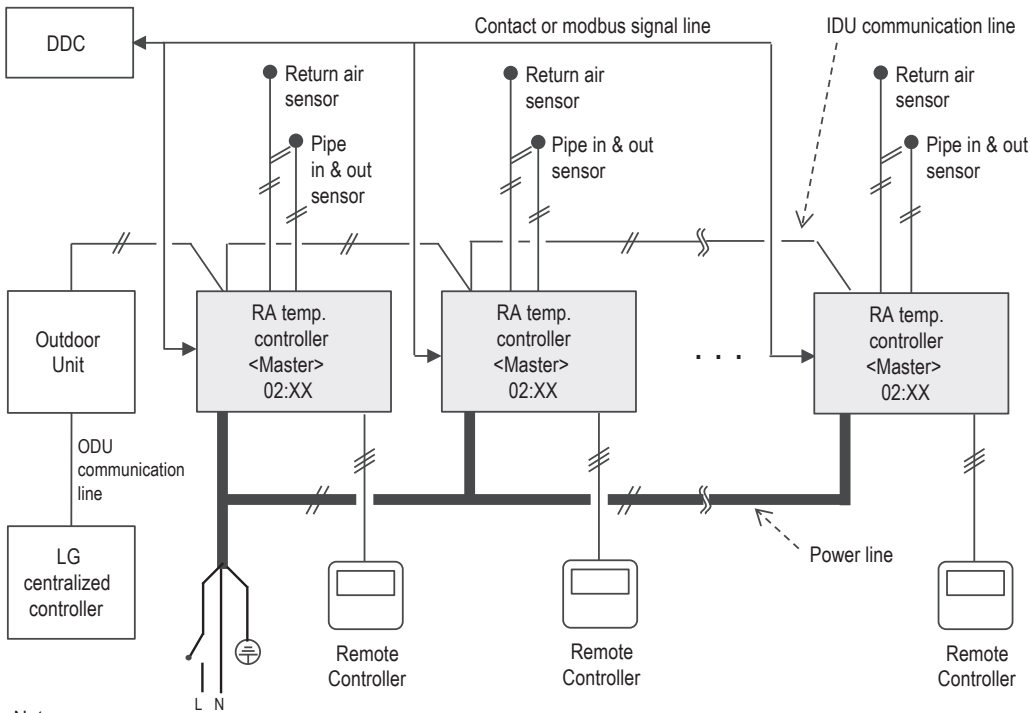 DDC
Contact or modbus signal line
IDU communication line
Return air
sensor
Pipe
in & out
sensor
Return air
sensor
Pipe in & out
sensor
Return air
sensor
Pipe in & out
sensor
Outdoor
Unit
RA temp.
controller
<Master>
02:XX
RA temp.
controller
<Master>
02:XX
. . .
RA temp.
controller
<Master>
02:XX
ODU
communication
line
LG
centralized
controller
Power line
Remote
Controller
Remote
Controller
Remote
Controller
L N